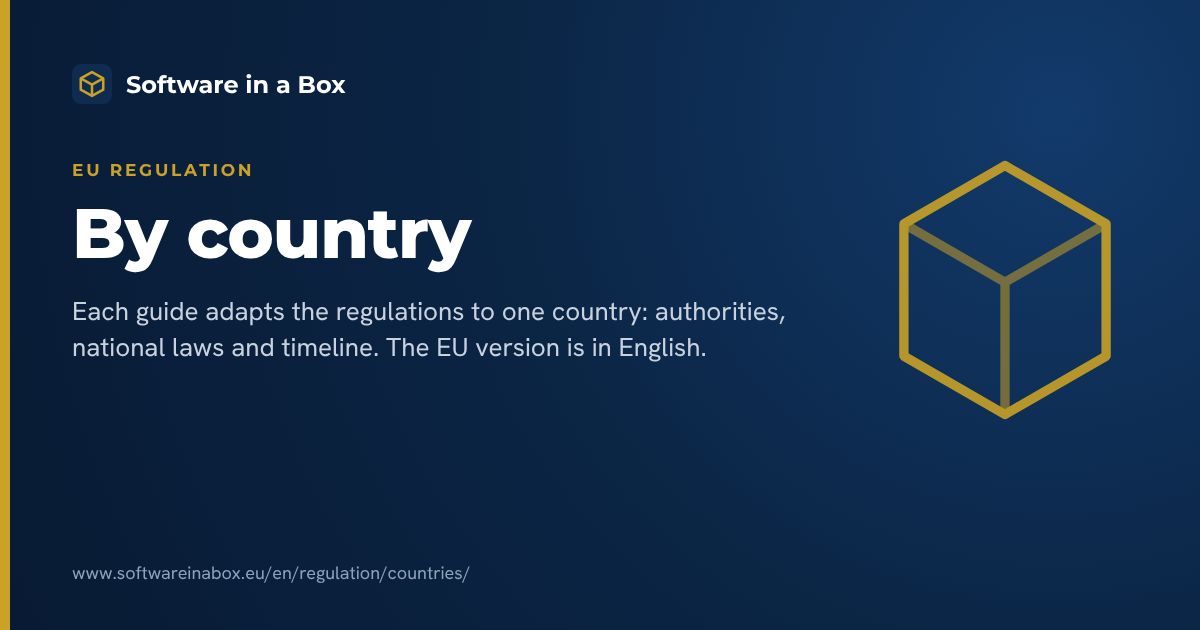 Software in a Box
EU REGULATION
By country
Each guide adapts the regulations to one country: authorities,
national laws and timeline. The EU version is in English.
www.softwareinabox.eu/en/regulation/countries/